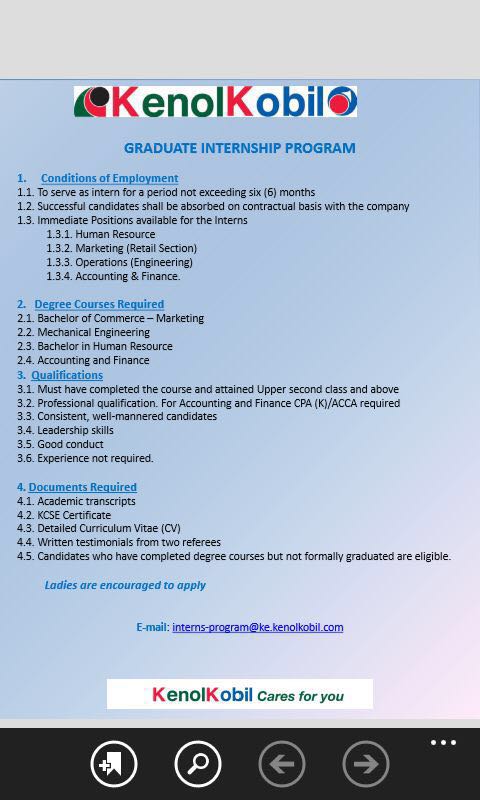 KenolKobil
GRADUATE INTERNSHIP PROGRAM
1. Conditions of Employment
1.1. To serve as intern for a period not exceeding six (6) months
1.2. Successful candidates shall be absorbed on contractual basis with the company
1.3. Immediate Positions available for the Interns
1.3.1. Human Resource
1.3.2. Marketing (Retail Section)
1.3.3. Operations (Engineering)
1.3.4. Accounting & Finance.
2. Degree Courses Required
2.1. Bachelor of Commerce – Marketing
2.2. Mechanical Engineering
2.3. Bachelor in Human Resource
2.4. Accounting and Finance
3. Qualifications
3.1. Must have completed the course and attained Upper second class and above
3.2. Professional qualification. For Accounting and Finance CPA (K)/ACCA required
3.3. Consistent, well-mannered candidates
3.4. Leadership skills
3.5. Good conduct
3.6. Experience not required.
4. Documents Required
4.1. Academic transcripts
4.2. KCSE Certificate
4.3. Detailed Curriculum Vitae (CV)
4.4. Written testimonials from two referees
4.5. Candidates who have completed degree courses but not formally graduated are eligible.
Ladies are encouraged to apply
E-mail: interns-program@ke.kenolkobil.com
KenolKobil Cares for you